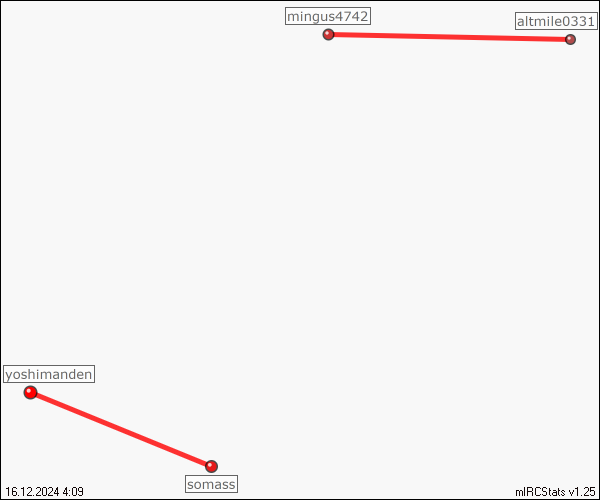 mingus4742
altmile0331
yoshimanden
somass
16.12.2024 4:09
mIRCStats v1.25